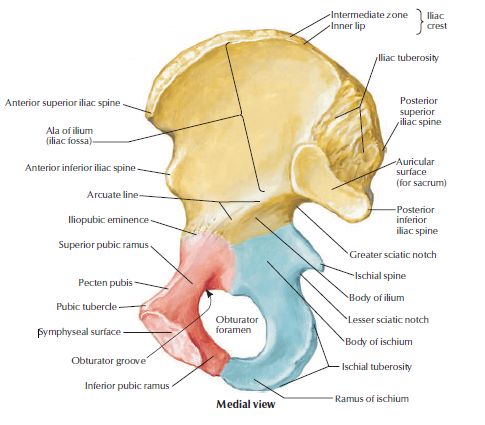 Intermediate zone
Inner lip
Iliac
crest
Iliac tuberosity
Anterior superior iliac spine
Posterior
superior
iliac spine
Ala of ilium
(iliac fossa)
Anterior inferior iliac spine
Auricular
surface
(for sacrum)
Arcuate line
Iliopubic eminence
Posterior
inferior
iliac spine
Superior pubic ramus
Greater sciatic notch
Ischial spine
Pecten pubis
Body of ilium
Pubic tubercle
Obturator
foramen
Lesser sciatic notch
Symphyseal surface
Body of ischium
Obturator groove
Ischial tuberosity
Inferior pubic ramus
Ramus of ischium
Medial view